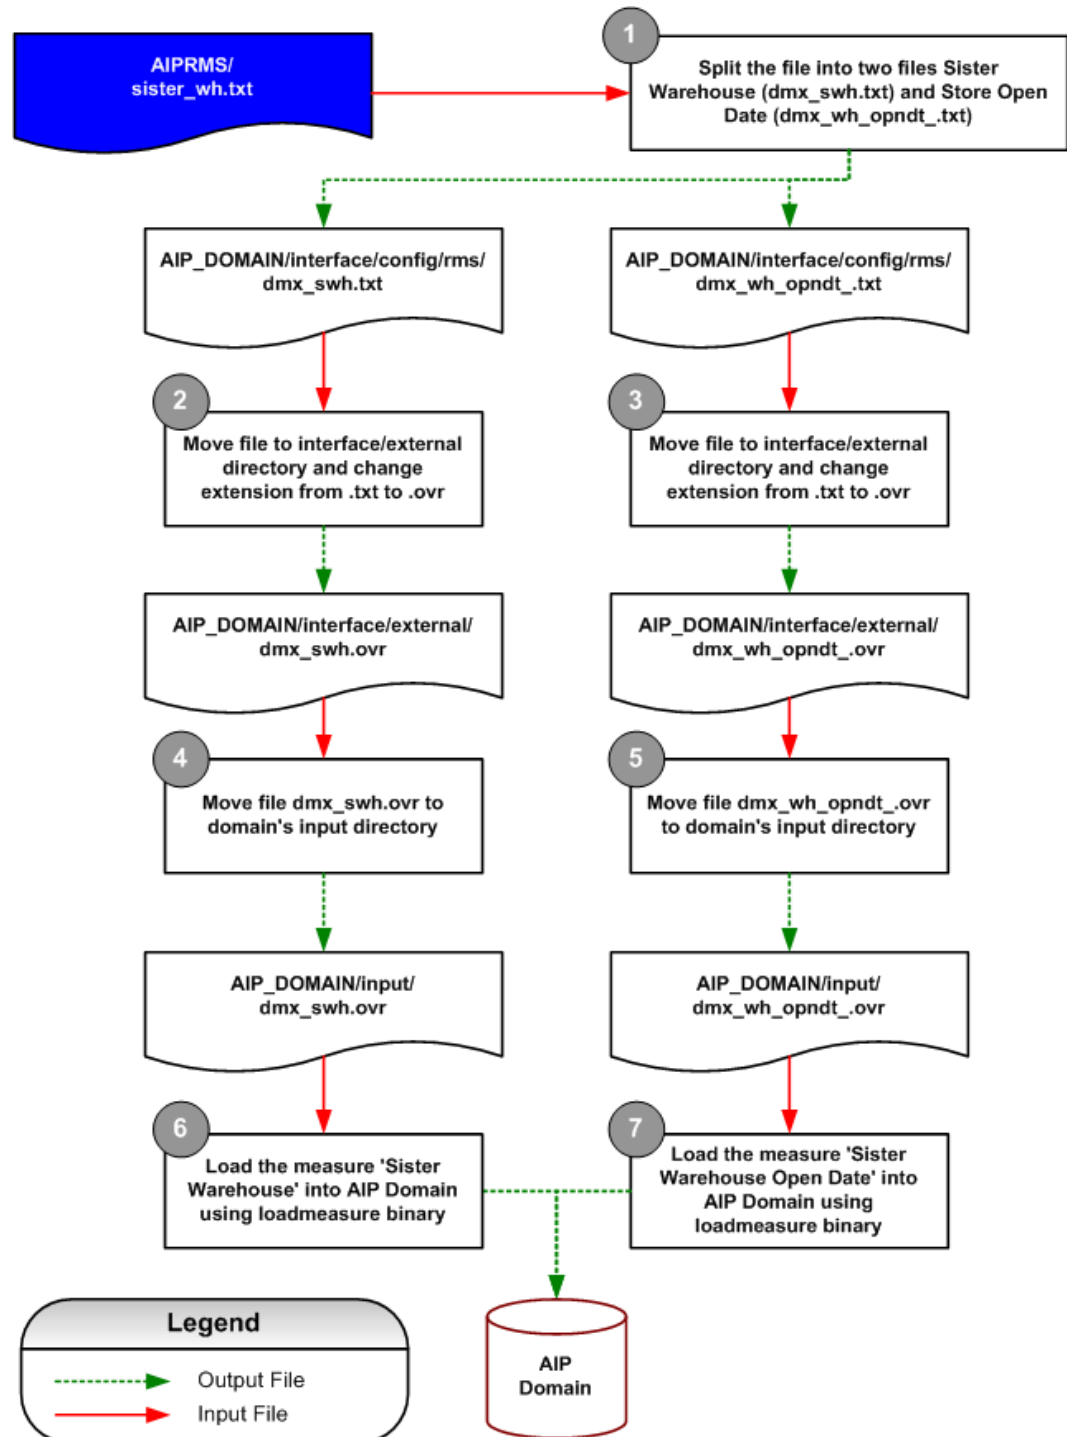 AIPRMS/
sister_wh.txt
1
Split the file into two files Sister
Warehouse (dmx_swh.txt) and Store Open
Date (dmx_wh_opndt_.txt)
AIP_DOMAIN/interface/config/rms/
dmx_swh.txt
AIP_DOMAIN/interface/config/rms/
dmx_wh_opndt_.txt
2
Move file to interface/external
directory and change
extension from .txt to .ovr
3
Move file to interface/external
directory and change
extension from .txt to .ovr
AIP_DOMAIN/interface/external/
dmx_swh.ovr
AIP_DOMAIN/interface/external/
dmx_wh_opndt_.ovr
4
Move file dmx_swh.ovr to
domain's input directory
5
Move file dmx_wh_opndt_.ovr
to domain's input directory
AIP_DOMAIN/input/
dmx_swh.ovr
AIP_DOMAIN/input/
dmx_wh_opndt_.ovr
6
Load the measure 'Sister
Warehouse' into AIP Domain
using loadmeasure binary
7
Load the measure 'Sister
Warehouse Open Date' into
AIP Domain using
loadmeasure binary
Legend
Output File
Input File
AIP
Domain